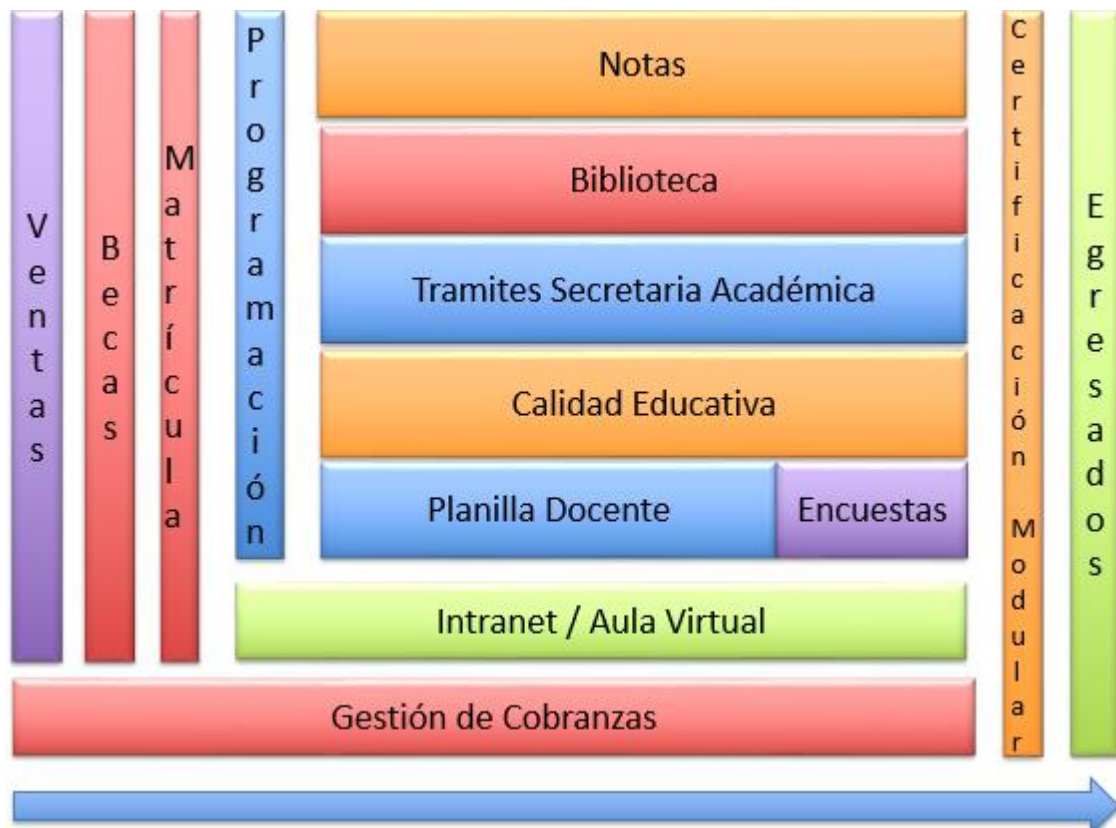 Ventas
Becas
Matrícula
Programación
Notas
Biblioteca
Tramites Secretaria Académica
Calidad Educativa
Planilla Docente
Encuestas
Intranet / Aula Virtual
Gestión de Cobranzas
Certificación Modular
Egresados